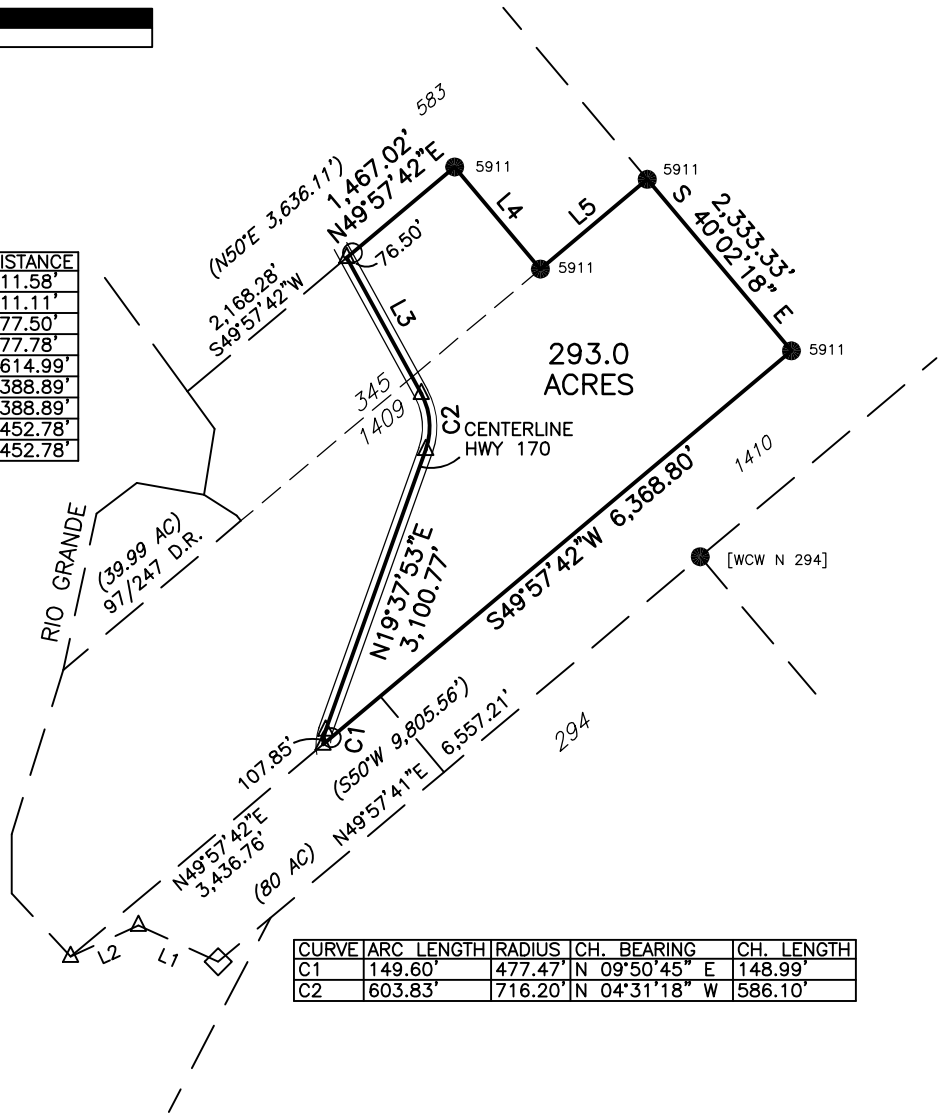 583
(N50°E 3,636.11')
1,467.02'
N49°57'42"E
5911
5911
76.50'
L4
L5
S 40°02'18" E
2,333.33'
2,168.28'
S49°57'42"W
5911
ISTANCE
11.58'
11.11'
77.50'
77.78'
614.99'
388.89'
388.89'
452.78'
452.78'
L3
5911
293.0
ACRES
345
1409
C2
CENTERLINE
HWY 170
1410
RIO GRANDE
(39.99 AC)
97/247 D.R.
S49°57'42"W 6,368.80'
[WCW N 294]
N19°37'53"E
3,100.77'
C1
107.85'
(S50°W 9,805.56')
N49°57'41"E 6,557.21'
294
N49°57'42"E
3,436.76'
(80 AC)
L2
L1
CURVE ARC LENGTH RADIUS CH. BEARING CH. LENGTH
C1 149.60' 477.47' N 09°50'45" E 148.99'
C2 603.83' 716.20' N 04°31'18" W 586.10'